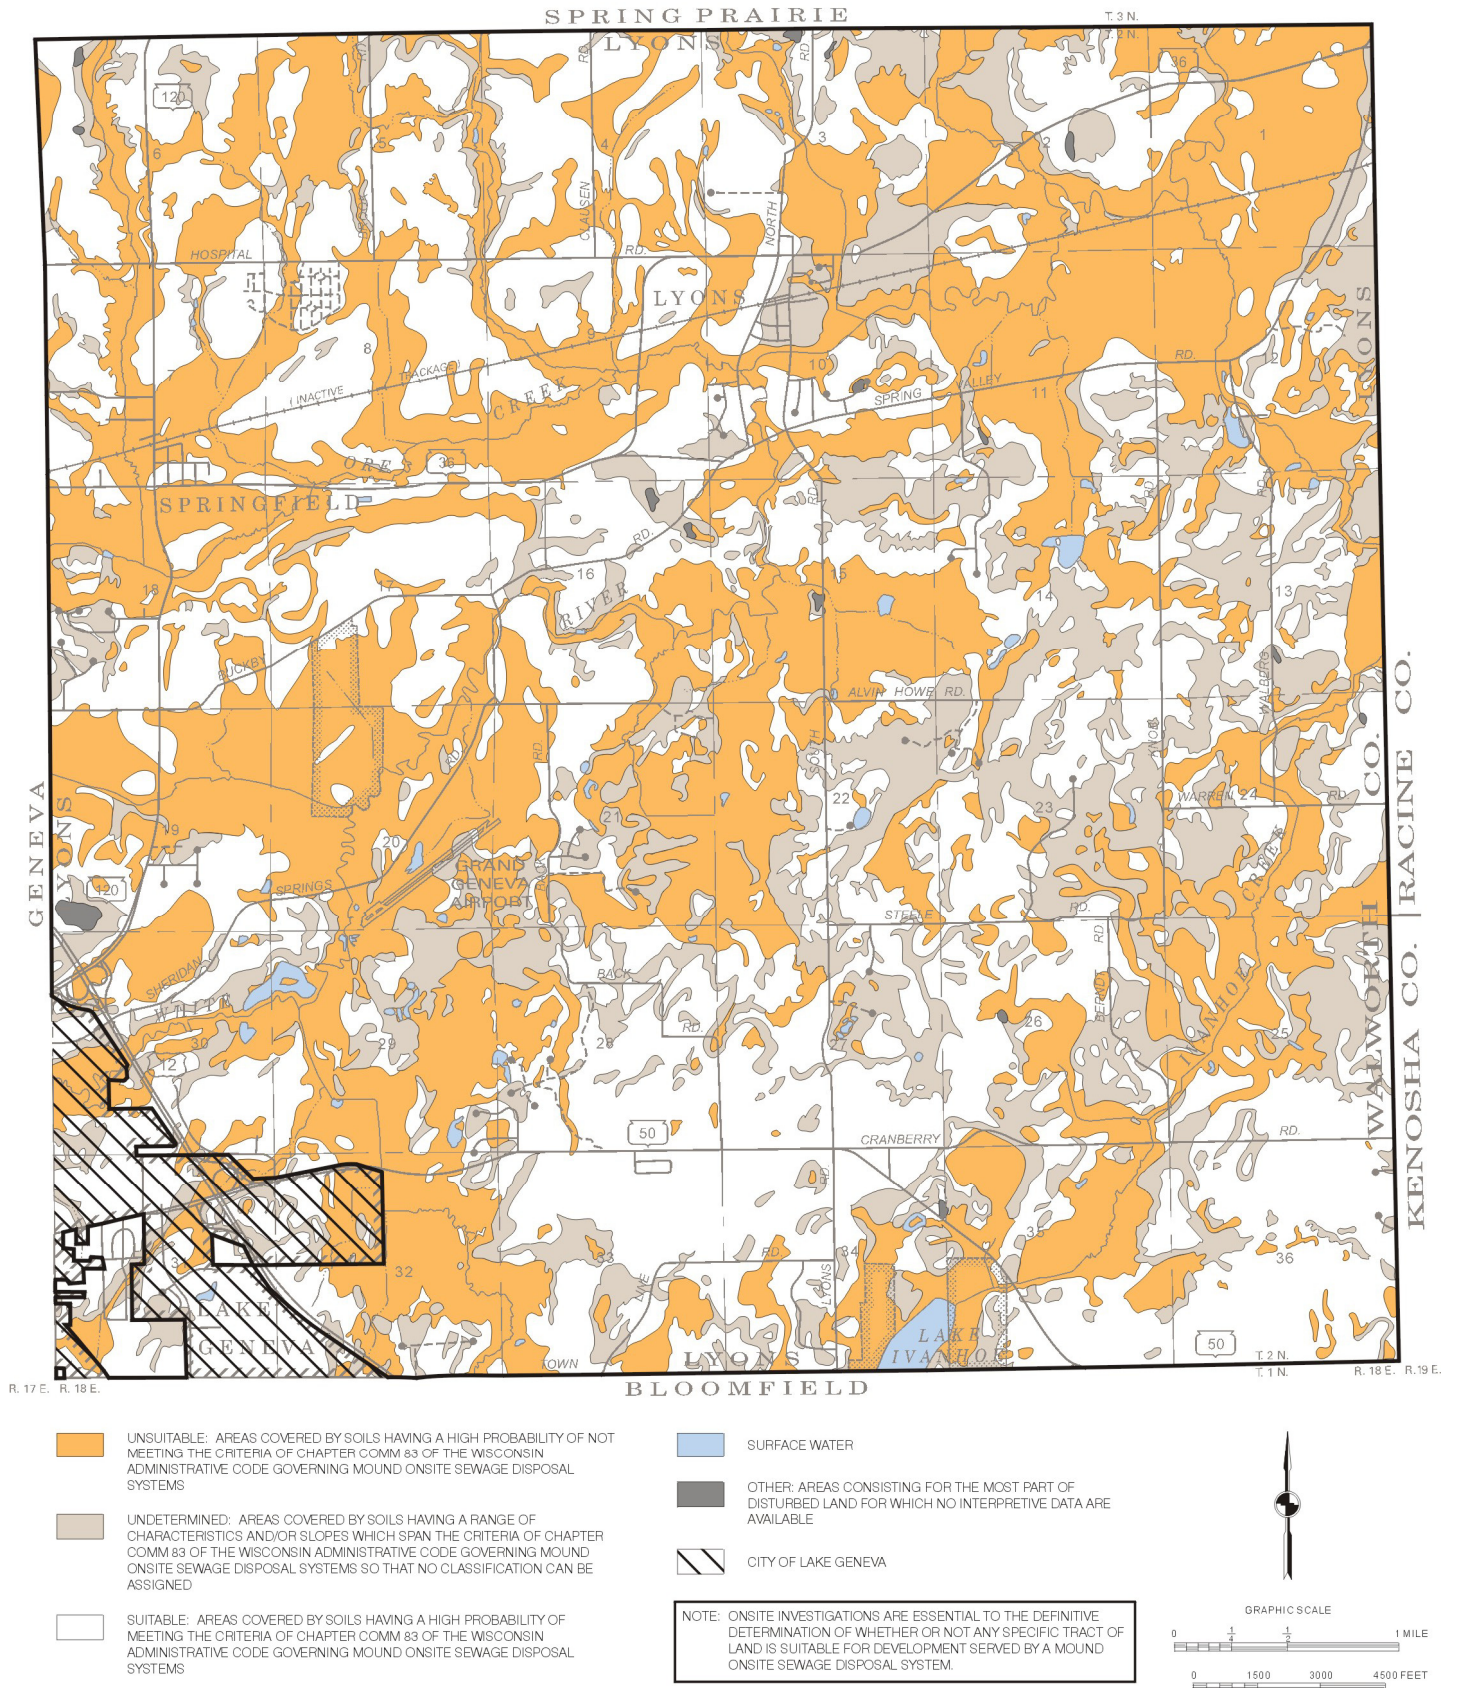 SPRING PRAIRIE
T. 3 N.
LYONS
T. 2 N.
RD.
RD.
RD
36
120
6
5
4
3
2
1
CLAUSEN
NORTH
HOSPITAL
RD.
LYONS
LYONS
8
9
10
RD.
12
7
(INACTIVE
TRACKAGE)
CREEK
SPRING
VALLEY
11
ORE
36
SPRINGFIELD
RD.
RD.
RD.
RD.
18
17
16
15
14
13
RIVER
BUCKBY
ALVIN HOWE RD.
WALBURG
RD.
RD.
SOUTH
KNOB
GENEVA
LYONS
WALWORTH CO.
RACINE CO.
KENOSHA CO.
19
20
21
22
23
WARREN
24
RD.
GRAND
GENEVA
AIRPORT
BACK
CREEK
120
SPRINGS
STEELE
RD.
RD.
SHERIDAN
BACK
WHITE
RD.
BERNDT
IVANHOE
30
29
28
26
25
12
50
CRANBERRY
RD.
RD.
31
32
33
RD.
34
35
36
LYONS
LAKE
GENEVA
LAKE
IVANHOE
50
TOWN
LYONS
T. 2 N.
T. 1 N.
R. 17 E. R. 18 E.
R. 18 E. R. 19 E.
BLOOMFIELD
UNSUITABLE: AREAS COVERED BY SOILS HAVING A HIGH PROBABILITY OF NOT
MEETING THE CRITERIA OF CHAPTER COMM 83 OF THE WISCONSIN
ADMINISTRATIVE CODE GOVERNING MOUND ONSITE SEWAGE DISPOSAL
SYSTEMS
UNDETERMINED: AREAS COVERED BY SOILS HAVING A RANGE OF
CHARACTERISTICS AND/OR SLOPES WHICH SPAN THE CRITERIA OF CHAPTER
COMM 83 OF THE WISCONSIN ADMINISTRATIVE CODE GOVERNING MOUND
ONSITE SEWAGE DISPOSAL SYSTEMS SO THAT NO CLASSIFICATION CAN BE
ASSIGNED
SUITABLE: AREAS COVERED BY SOILS HAVING A HIGH PROBABILITY OF
MEETING THE CRITERIA OF CHAPTER COMM 83 OF THE WISCONSIN
ADMINISTRATIVE CODE GOVERNING MOUND ONSITE SEWAGE DISPOSAL
SYSTEMS
SURFACE WATER
OTHER: AREAS CONSISTING FOR THE MOST PART OF
DISTURBED LAND FOR WHICH NO INTERPRETIVE DATA ARE
AVAILABLE
CITY OF LAKE GENEVA
NOTE: ONSITE INVESTIGATIONS ARE ESSENTIAL TO THE DEFINITIVE
DETERMINATION OF WHETHER OR NOT ANY SPECIFIC TRACT OF
LAND IS SUITABLE FOR DEVELOPMENT SERVED BY A MOUND
ONSITE SEWAGE DISPOSAL SYSTEM.
GRAPHIC SCALE
0 1/4 1/2 1 MILE
0 1500 3000 4500 FEET